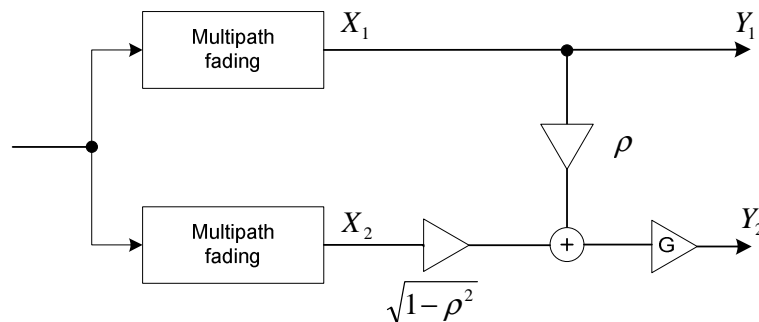 Multipath
fading
X₁
Y₁
ρ
Multipath
fading
X₂
√(1−ρ²)
+
G
Y₂